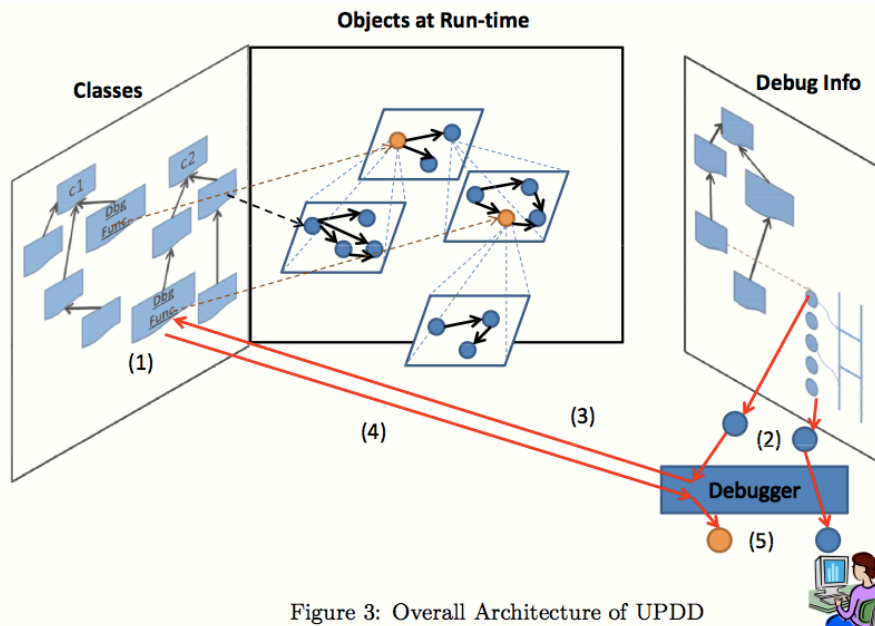 Objects at Run-time
Classes
Debug Info
c1
c2
Dbg
Func.
Dbg
Func.
(1)
(4)
(3)
(2)
Debugger
(5)
Figure 3: Overall Architecture of UPDD